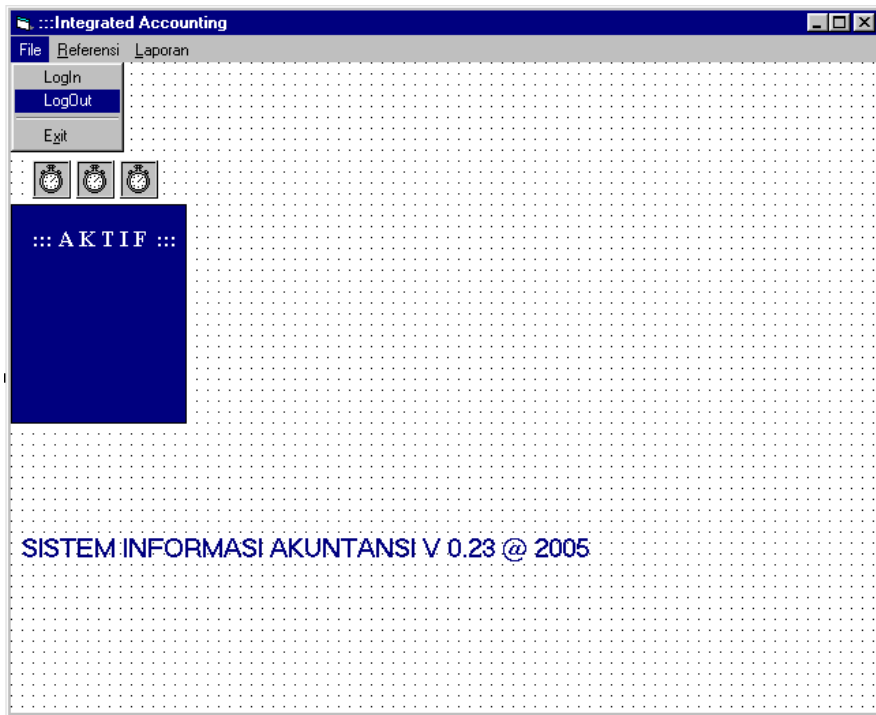 :::Integrated Accounting
File Referensi Laporan
LogIn
LogOut
Exit
::: A K T I F :::
SISTEM INFORMASI AKUNTANSI V 0.23 @ 2005